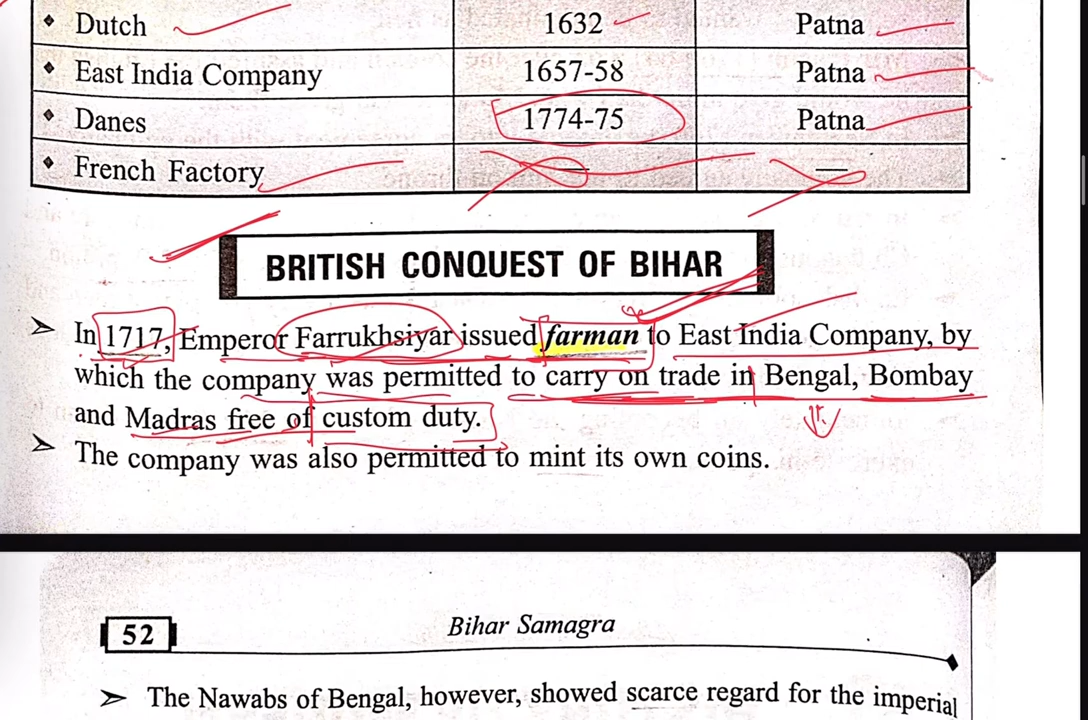 ❖ Dutch 1632 Patna
❖ East India Company 1657-58 Patna
❖ Danes 1774-75 Patna
❖ French Factory — —
BRITISH CONQUEST OF BIHAR
➢ In 1717, Emperor Farrukhsiyar issued farman to East India Company, by
which the company was permitted to carry on trade in Bengal, Bombay
and Madras free of custom duty.
➢ The company was also permitted to mint its own coins.
52 Bihar Samagra
➢ The Nawabs of Bengal, however, showed scarce regard for the imperial